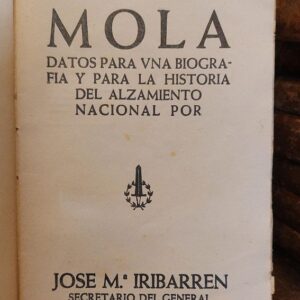 MOLA
DATOS PARA VNA BIOGRA-
FIA Y PARA LA HISTORIA
DEL ALZAMIENTO
NACIONAL POR
JOSE M.ª IRIBARREN
SECRETARIO DEL GENERAL